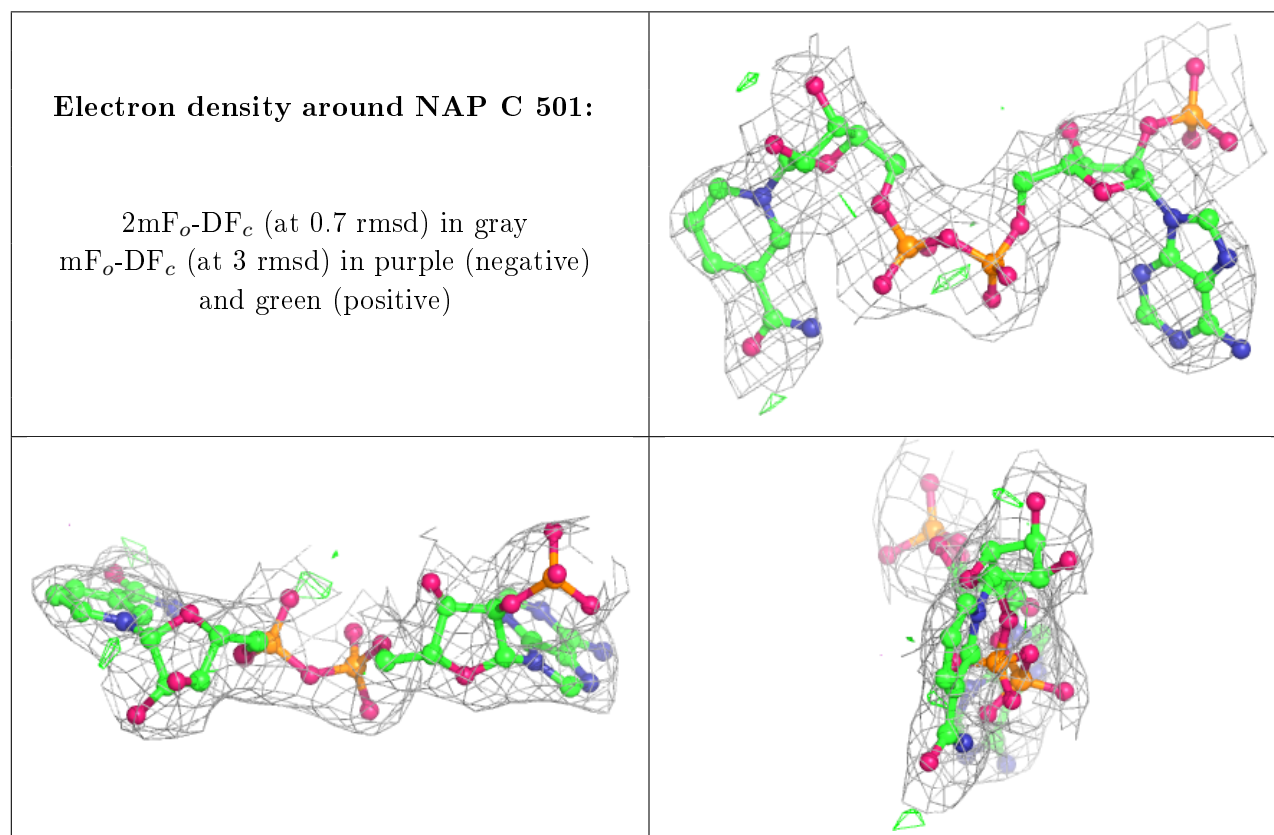 Electron density around NAP C 501:
2mFo-DFc (at 0.7 rmsd) in gray
mFo-DFc (at 3 rmsd) in purple (negative)
and green (positive)